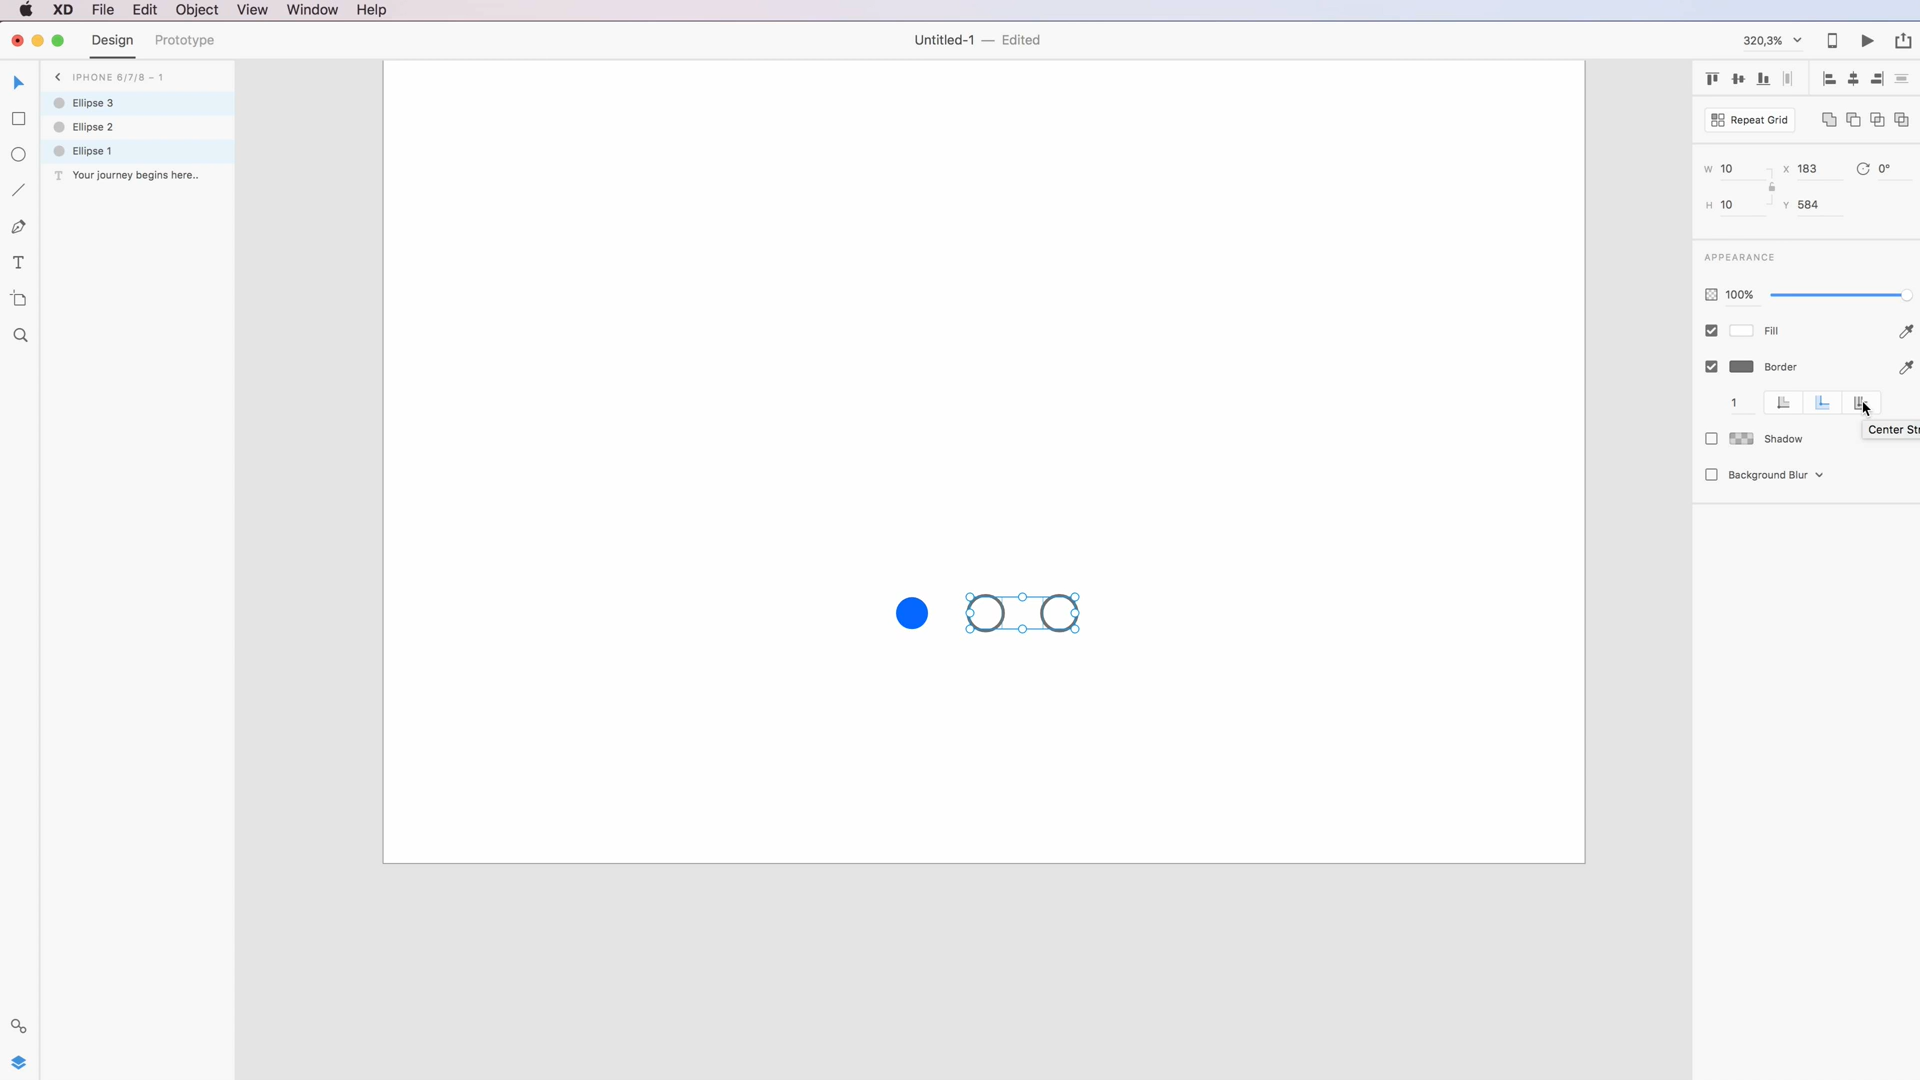 XD File Edit Object View Window Help
Design Prototype
Untitled-1 — Edited
320,3%
IPHONE 6/7/8 – 1
Ellipse 3
Ellipse 2
Ellipse 1
Your journey begins here..
Repeat Grid
W 10 X 183 0°
H 10 Y 584
APPEARANCE
100%
Fill
Border
1
Center Str
Shadow
Background Blur